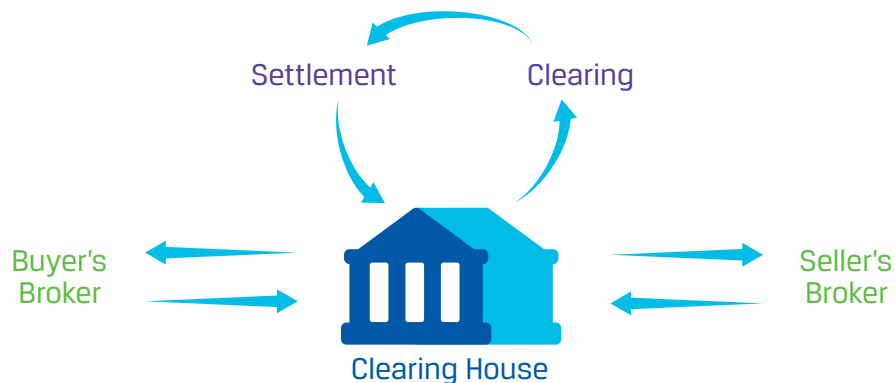 Settlement
Clearing
Buyer's
Broker
Seller's
Broker
Clearing House